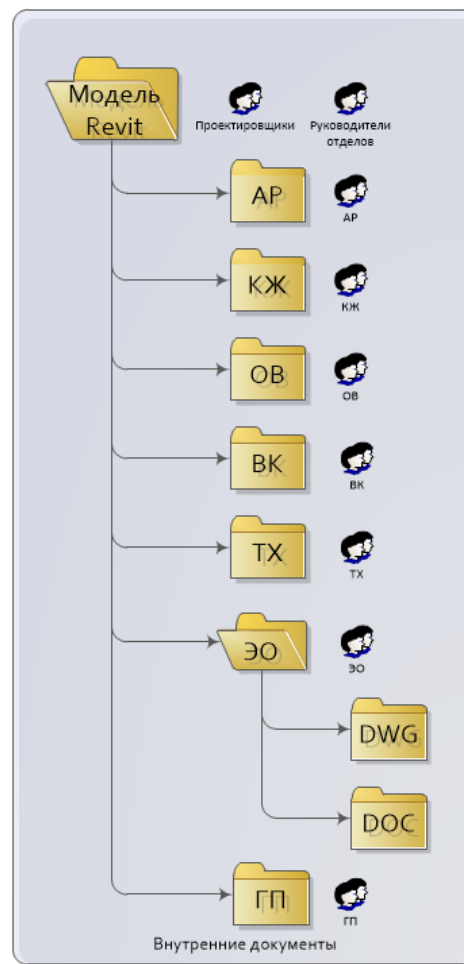 Модель
Revit
Проектировщики
Руководители
отделов
АР
АР
КЖ
КЖ
ОВ
ОВ
ВК
ВК
ТХ
ТХ
ЭО
ЭО
DWG
DOC
ГП
ГП
Внутренние документы